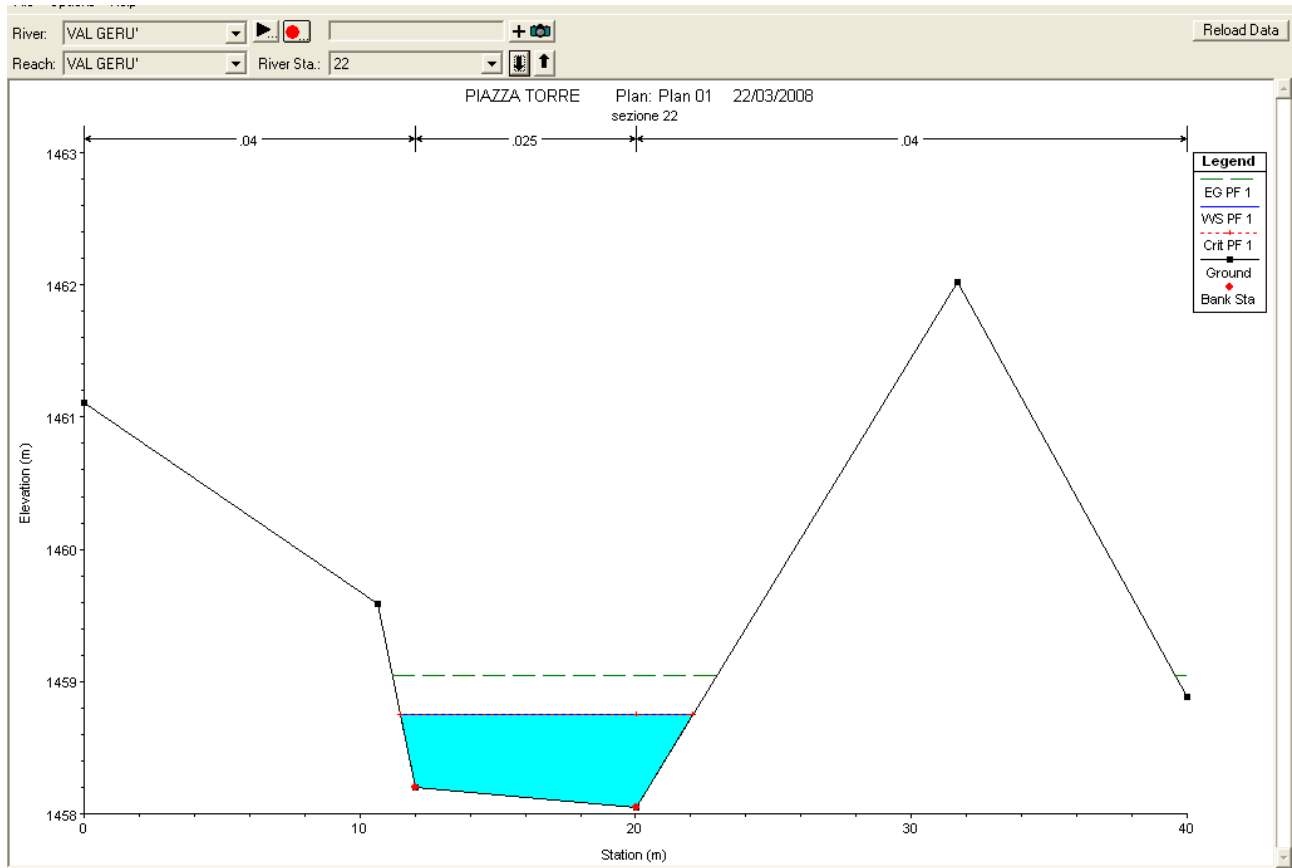 River: VAL GERU' Reload Data
Reach: VAL GERU' River Sta.: 22
PIAZZA TORRE Plan: Plan 01 22/03/2008
sezione 22
.04 .025 .04
Legend
EG PF 1
WS PF 1
Crit PF 1
Ground
Bank Sta
1463
1462
1461
1460
1459
1458
Elevation (m)
0 10 20 30 40
Station (m)